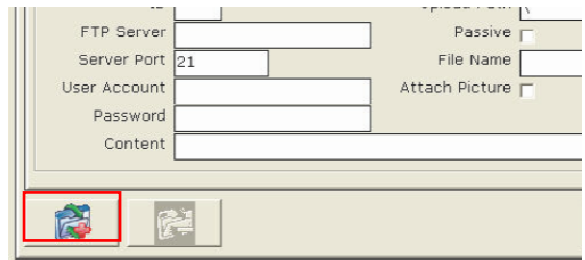 FTP Server
Passive
Server Port 21
File Name
User Account
Attach Picture
Password
Content